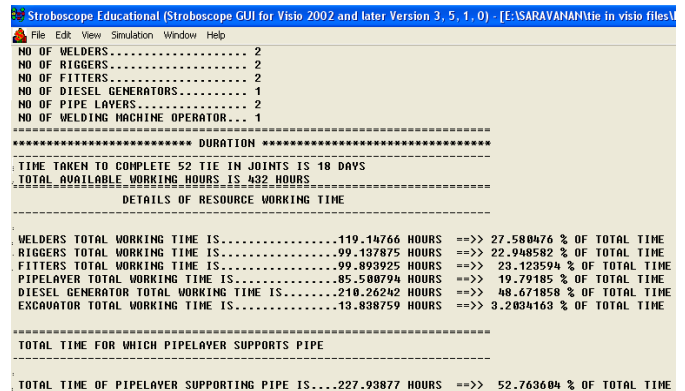 Stroboscope Educational (Stroboscope GUI for Visio 2002 and later Version 3, 5, 1, 0) - [E:\SARAVANAN\tie in visio files\
File Edit View Simulation Window Help
NO OF WELDERS.................... 2
NO OF RIGGERS.................... 2
NO OF FITTERS.................... 2
NO OF DIESEL GENERATORS.......... 1
NO OF PIPE LAYERS................ 2
NO OF WELDING MACHINE OPERATOR... 1
=======================================================================
*************************** DURATION **********************************
-----------------------------------------------------------------------
TIME TAKEN TO COMPLETE 52 TIE IN JOINTS IS 18 DAYS
TOTAL AVAILABLE WORKING HOURS IS 432 HOURS
=======================================================================
DETAILS OF RESOURCE WORKING TIME
-----------------------------------------------------------------------
WELDERS TOTAL WORKING TIME IS.................119.14766 HOURS ==>> 27.580476 % OF TOTAL TIME
RIGGERS TOTAL WORKING TIME IS.................99.137875 HOURS ==>> 22.948582 % OF TOTAL TIME
FITTERS TOTAL WORKING TIME IS.................99.893925 HOURS ==>> 23.123594 % OF TOTAL TIME
PIPELAYER TOTAL WORKING TIME IS...............85.500794 HOURS ==>> 19.79185 % OF TOTAL TIME
DIESEL GENERATOR TOTAL WORKING TIME IS........210.26242 HOURS ==>> 48.671858 % OF TOTAL TIME
EXCAVATOR TOTAL WORKING TIME IS...............13.838759 HOURS ==>> 3.2034163 % OF TOTAL TIME
=======================================================================
TOTAL TIME FOR WHICH PIPELAYER SUPPORTS PIPE
-----------------------------------------------------------------------
TOTAL TIME OF PIPELAYER SUPPORTING PIPE IS....227.93877 HOURS ==>> 52.763604 % OF TOTAL TIME